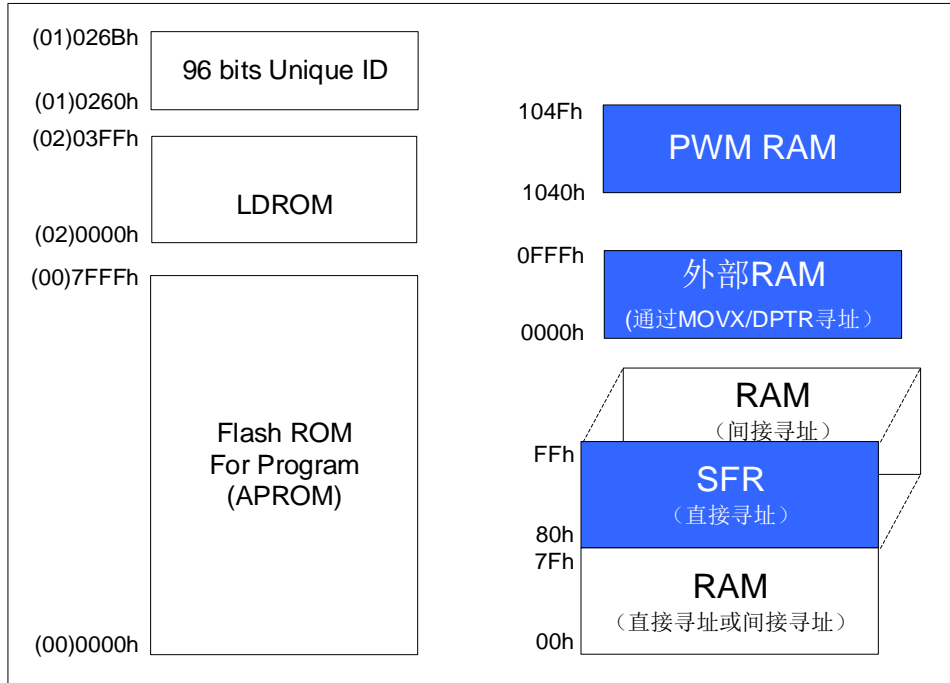 (01)026Bh
96 bits Unique ID
(01)0260h
(02)03FFh
LDROM
(02)0000h
(00)7FFFh
Flash ROM
For Program
(APROM)
(00)0000h
104Fh
PWM RAM
1040h
0FFFh
外部RAM
(通过MOVX/DPTR寻址）
0000h
RAM
（间接寻址）
FFh
SFR
（直接寻址）
80h
7Fh
RAM
（直接寻址或间接寻址）
00h